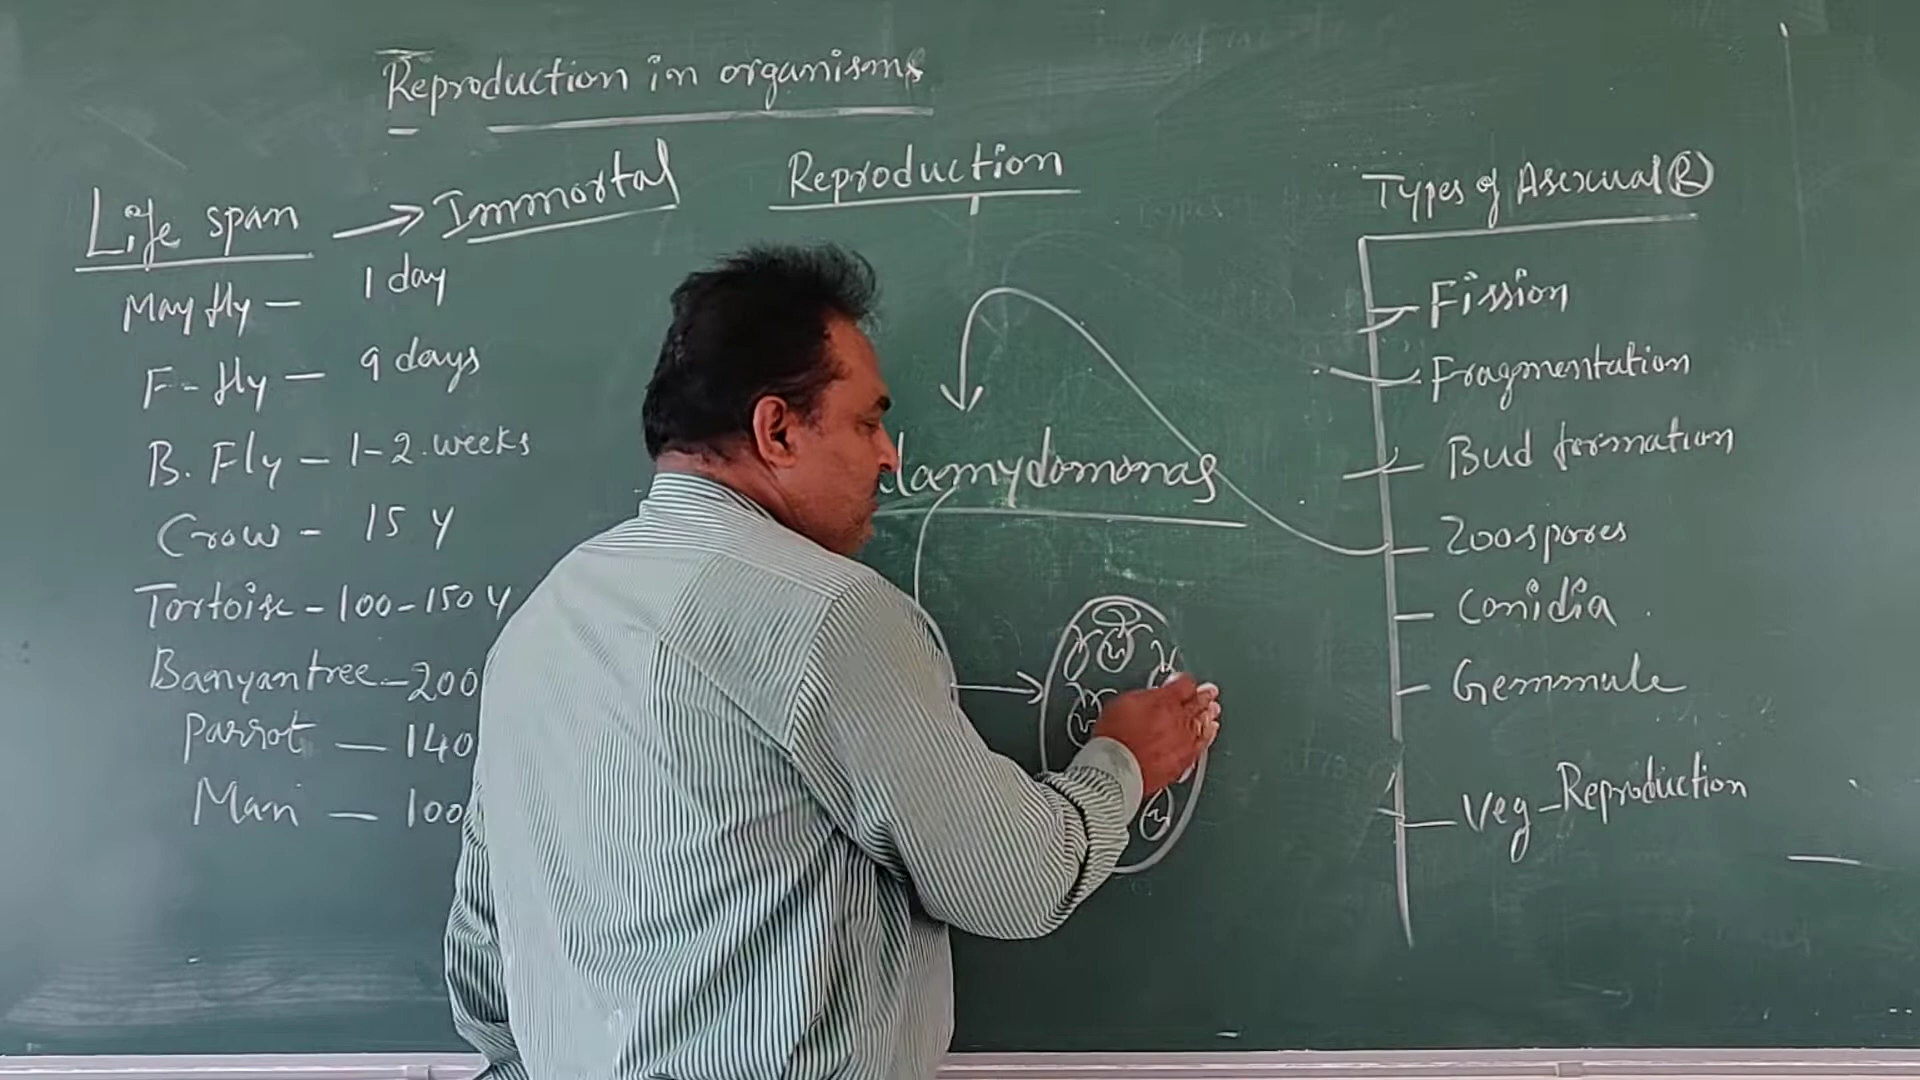 Reproduction in organisms
Life span → Immortal
May fly - 1 day
F-fly - 9 days
B. Fly - 1-2 weeks
Crow - 15 y
Tortoise - 100-150 y
Banyan tree - 200
Parrot - 140
Man - 100
Reproduction
lamydomonas
Types of Asexual R
Fission
Fragmentation
Bud formation
Zoospores
Conidia
Gemmule
Veg-Reproduction